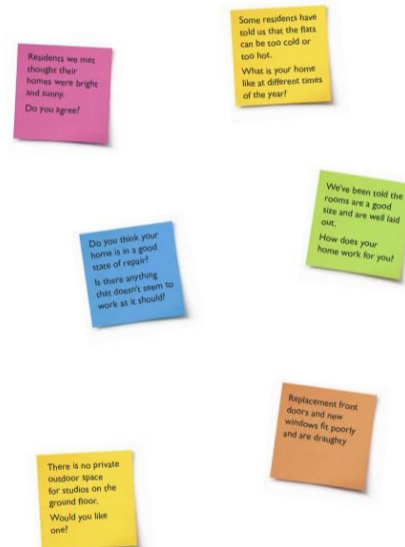 Some residents have
told us that the flats
can be too cold or
too hot.
What is your home
like at different times
of the year?
Residents we met
thought their
homes were bright
and sunny.
Do you agree?
We've been told the
rooms are a good
size and are well laid
out.
How does your
home work for you?
Do you think your
home is in a good
state of repair?
Is there anything
that doesn't seem to
work as it should?
Replacement front
doors and new
windows fit poorly
and are draughty
There is no private
outdoor space
for studios on the
ground floor.
Would you like
one?